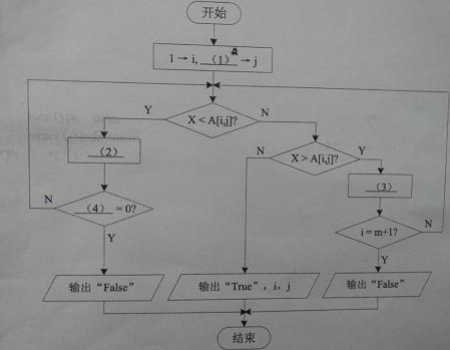 开始
1→i, (1) →j
Y
X < A[i,j]?
N
(2)
N
X > A[i,j]?
Y
(3)
N
(4) =0?
i=m+1?
N
Y
Y
输出“False”
输出“True”，i，j
输出“False”
结束